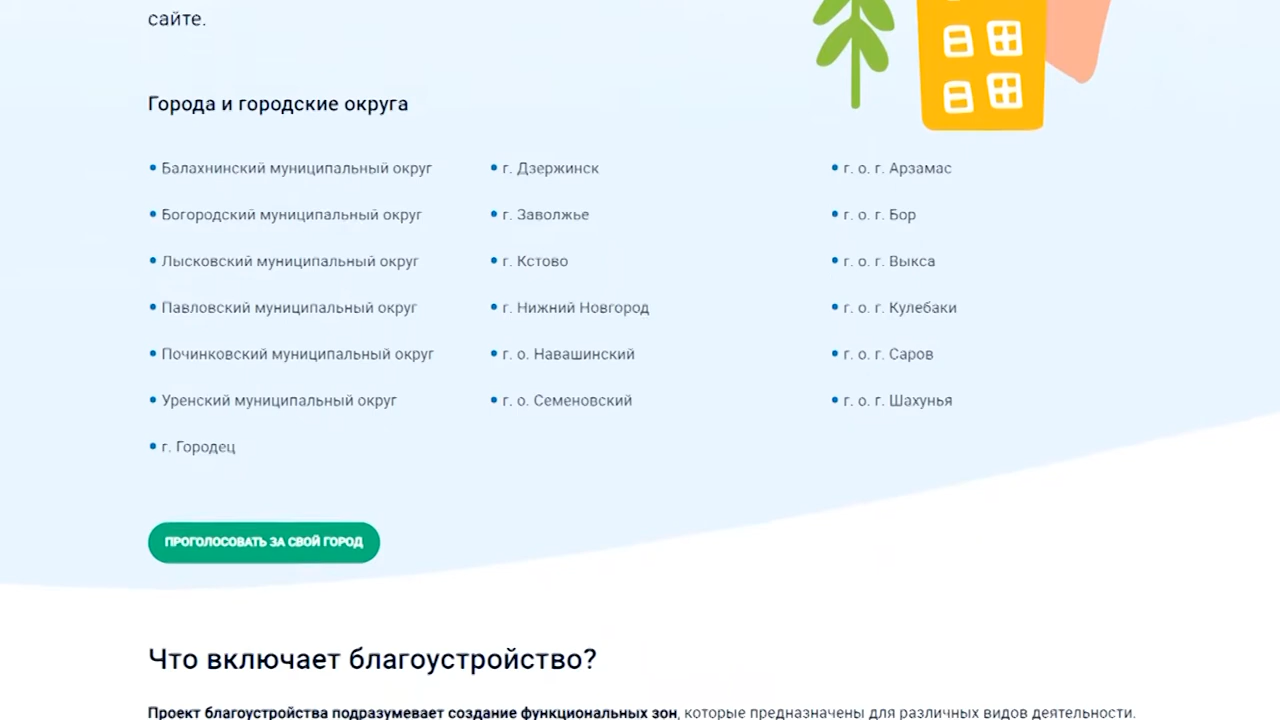 сайте.
Города и городские округа
Балахнинский муниципальный округ
Богородский муниципальный округ
Лысковский муниципальный округ
Павловский муниципальный округ
Починковский муниципальный округ
Уренский муниципальный округ
г. Городец
г. Дзержинск
г. Заволжье
г. Кстово
г. Нижний Новгород
г. о. Навашинский
г. о. Семеновский
г. о. г. Арзамас
г. о. г. Бор
г. о. г. Выкса
г. о. г. Кулебаки
г. о. г. Саров
г. о. г. Шахунья
ПРОГОЛОСОВАТЬ ЗА СВОЙ ГОРОД
Что включает благоустройство?
Проект благоустройства подразумевает создание функциональных зон, которые предназначены для различных видов деятельности.